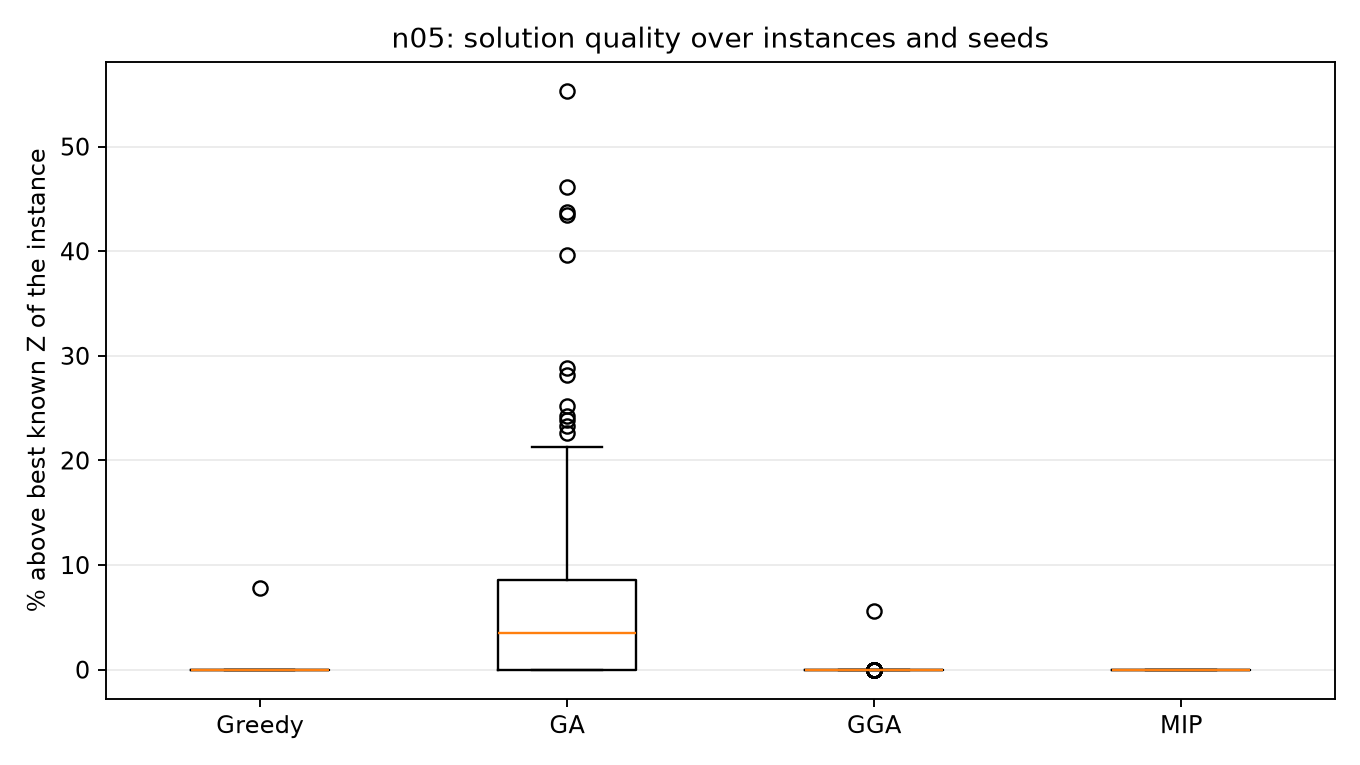 n05: solution quality over instances and seeds
% above best known Z of the instance
50
40
30
20
10
0
Greedy GA GGA MIP